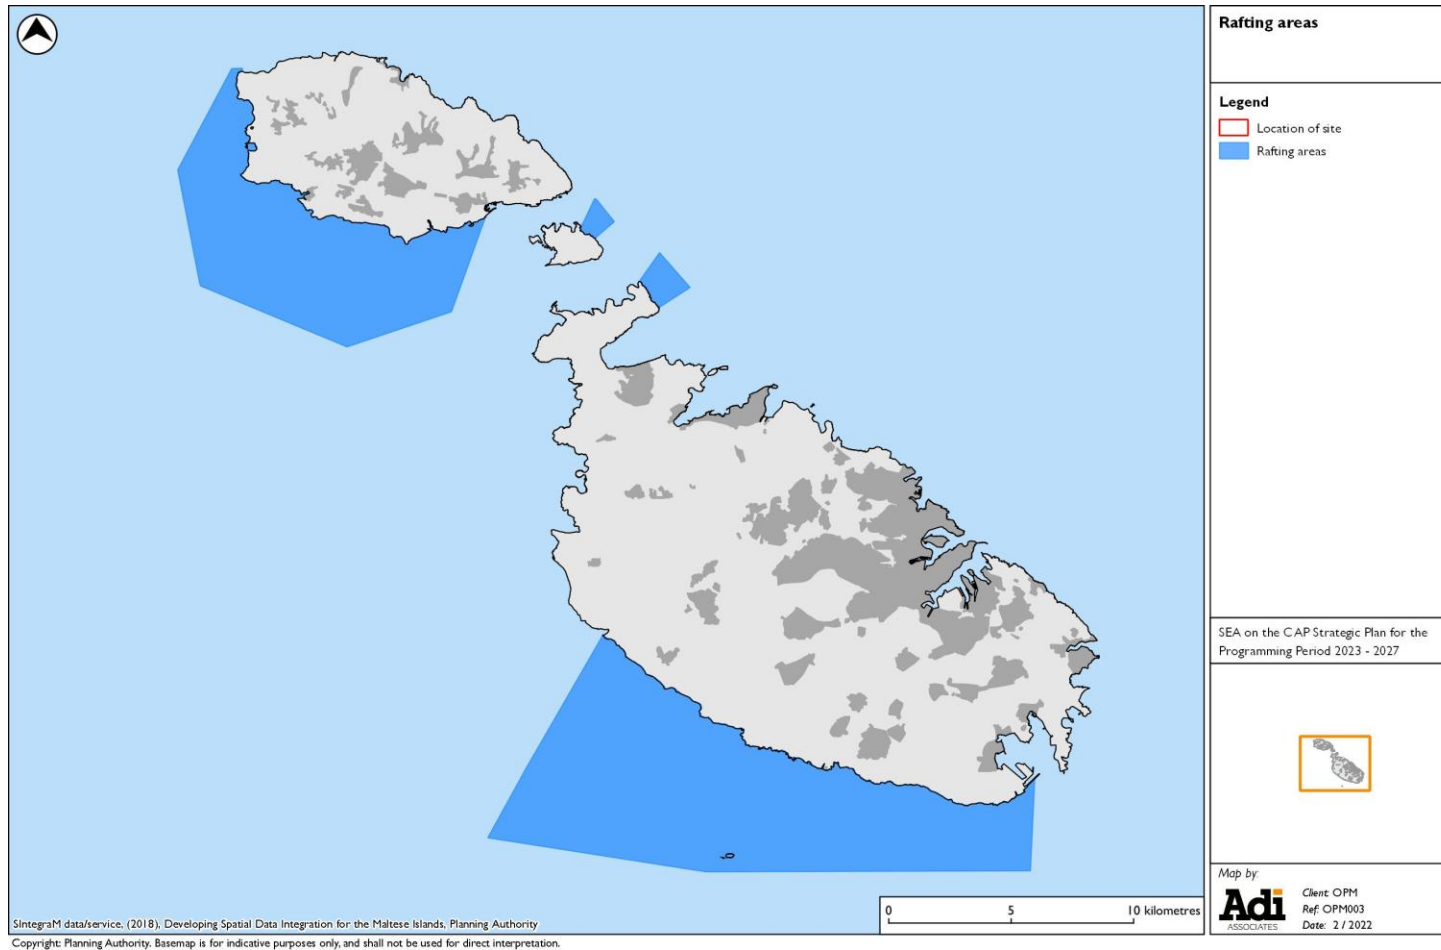 Rafting areas
Legend
Location of site
Rafting areas
SEA on the CAP Strategic Plan for the
Programming Period 2023 - 2027
Map by:
Adi
ASSOCIATES
Client: OPM
Ref: OPM003
Date: 2 / 2022
0 5 10 kilometres
SIntegraM data/service, (2018), Developing Spatial Data Integration for the Maltese Islands, Planning Authority
Copyright: Planning Authority. Basemap is for indicative purposes only, and shall not be used for direct interpretation.